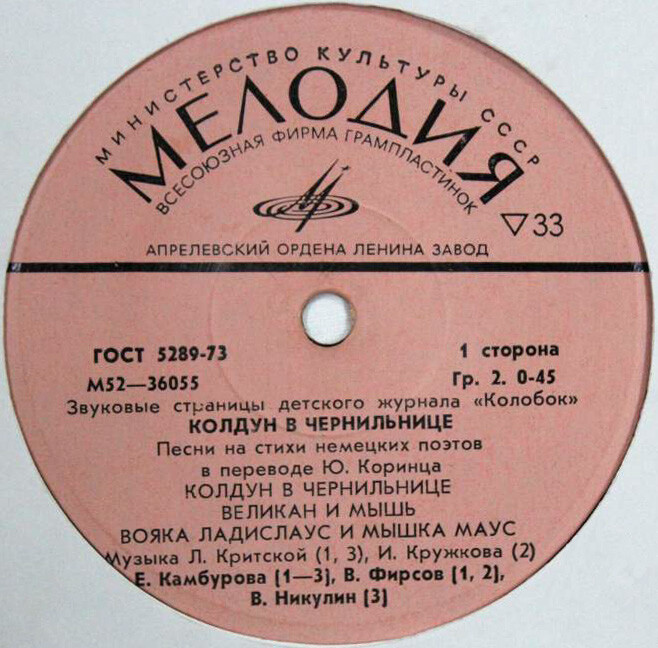 МИНИСТЕРСТВО КУЛЬТУРЫ СССР
МЕЛОДИЯ
ВСЕСОЮЗНАЯ ФИРМА ГРАМПЛАСТИНОК
▽33
АПРЕЛЕВСКИЙ ОРДЕНА ЛЕНИНА ЗАВОД
ГОСТ 5289-73
1 сторона
М52—36055
Гр. 2. 0-45
Звуковые страницы детского журнала «Колобок»
КОЛДУН В ЧЕРНИЛЬНИЦЕ
Песни на стихи немецких поэтов
в переводе Ю. Коринца
КОЛДУН В ЧЕРНИЛЬНИЦЕ
ВЕЛИКАН И МЫШЬ
ВОЯКА ЛАДИСЛАУС И МЫШКА МАУС
Музыка Л. Критской (1, 3), И. Кружкова (2)
Е. Камбурова (1—3), В. Фирсов (1, 2),
В. Никулин (3)